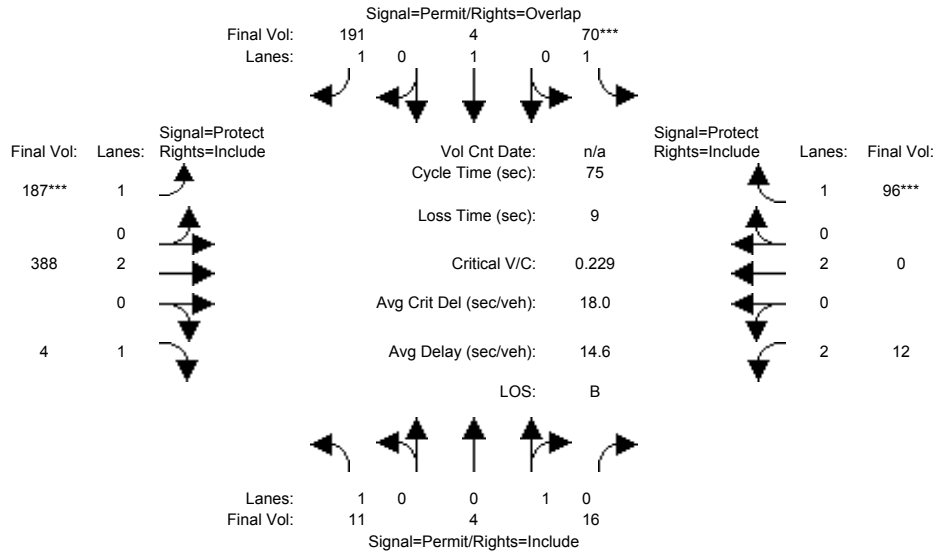 Signal=Permit/Rights=Overlap
Final Vol: 191 4 70***
Lanes: 1 0 1 0 1
Signal=Protect
Final Vol: Lanes: Rights=Include
Vol Cnt Date: n/a
Signal=Protect
Rights=Include Lanes: Final Vol:
Cycle Time (sec): 75
187*** 1
1 96***
Loss Time (sec): 9
0
0
388 2
Critical V/C: 0.229
2 0
0
Avg Crit Del (sec/veh): 18.0
0
4 1
Avg Delay (sec/veh): 14.6
2 12
LOS: B
Lanes: 1 0 0 1 0
Final Vol: 11 4 16
Signal=Permit/Rights=Include